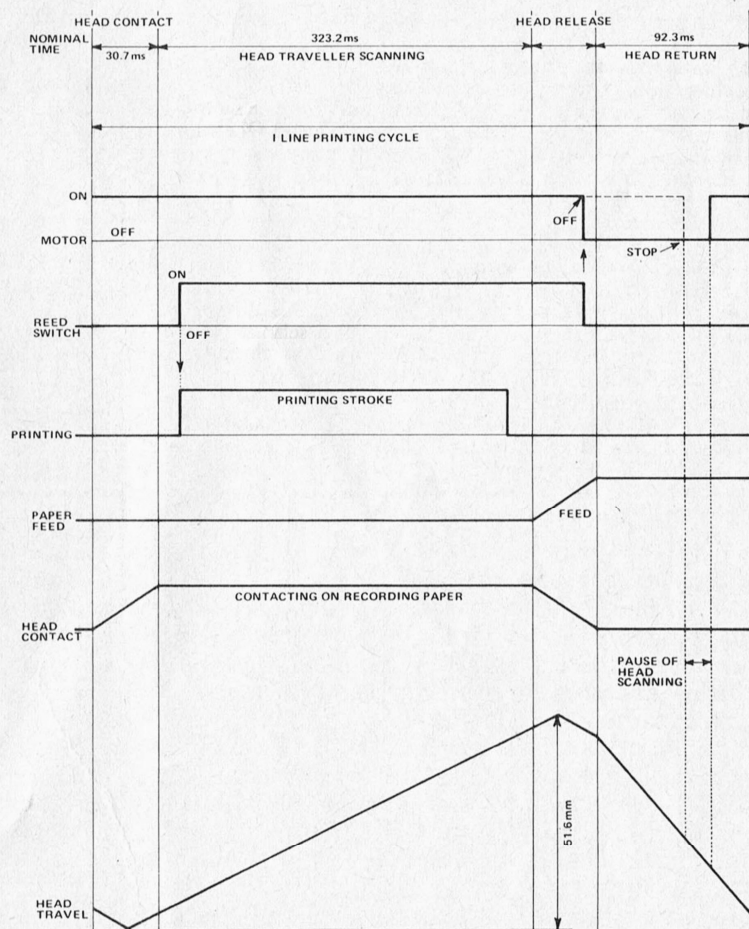 HEAD CONTACT
HEAD RELEASE
NOMINAL
TIME
30.7ms
323.2ms
HEAD TRAVELLER SCANNING
92.3ms
HEAD RETURN
I LINE PRINTING CYCLE
ON
OFF
MOTOR
OFF
STOP
ON
REED
SWITCH
OFF
PRINTING STROKE
PRINTING
PAPER
FEED
FEED
CONTACTING ON RECORDING PAPER
HEAD
CONTACT
PAUSE OF
HEAD
SCANNING
51.6mm
HEAD
TRAVEL